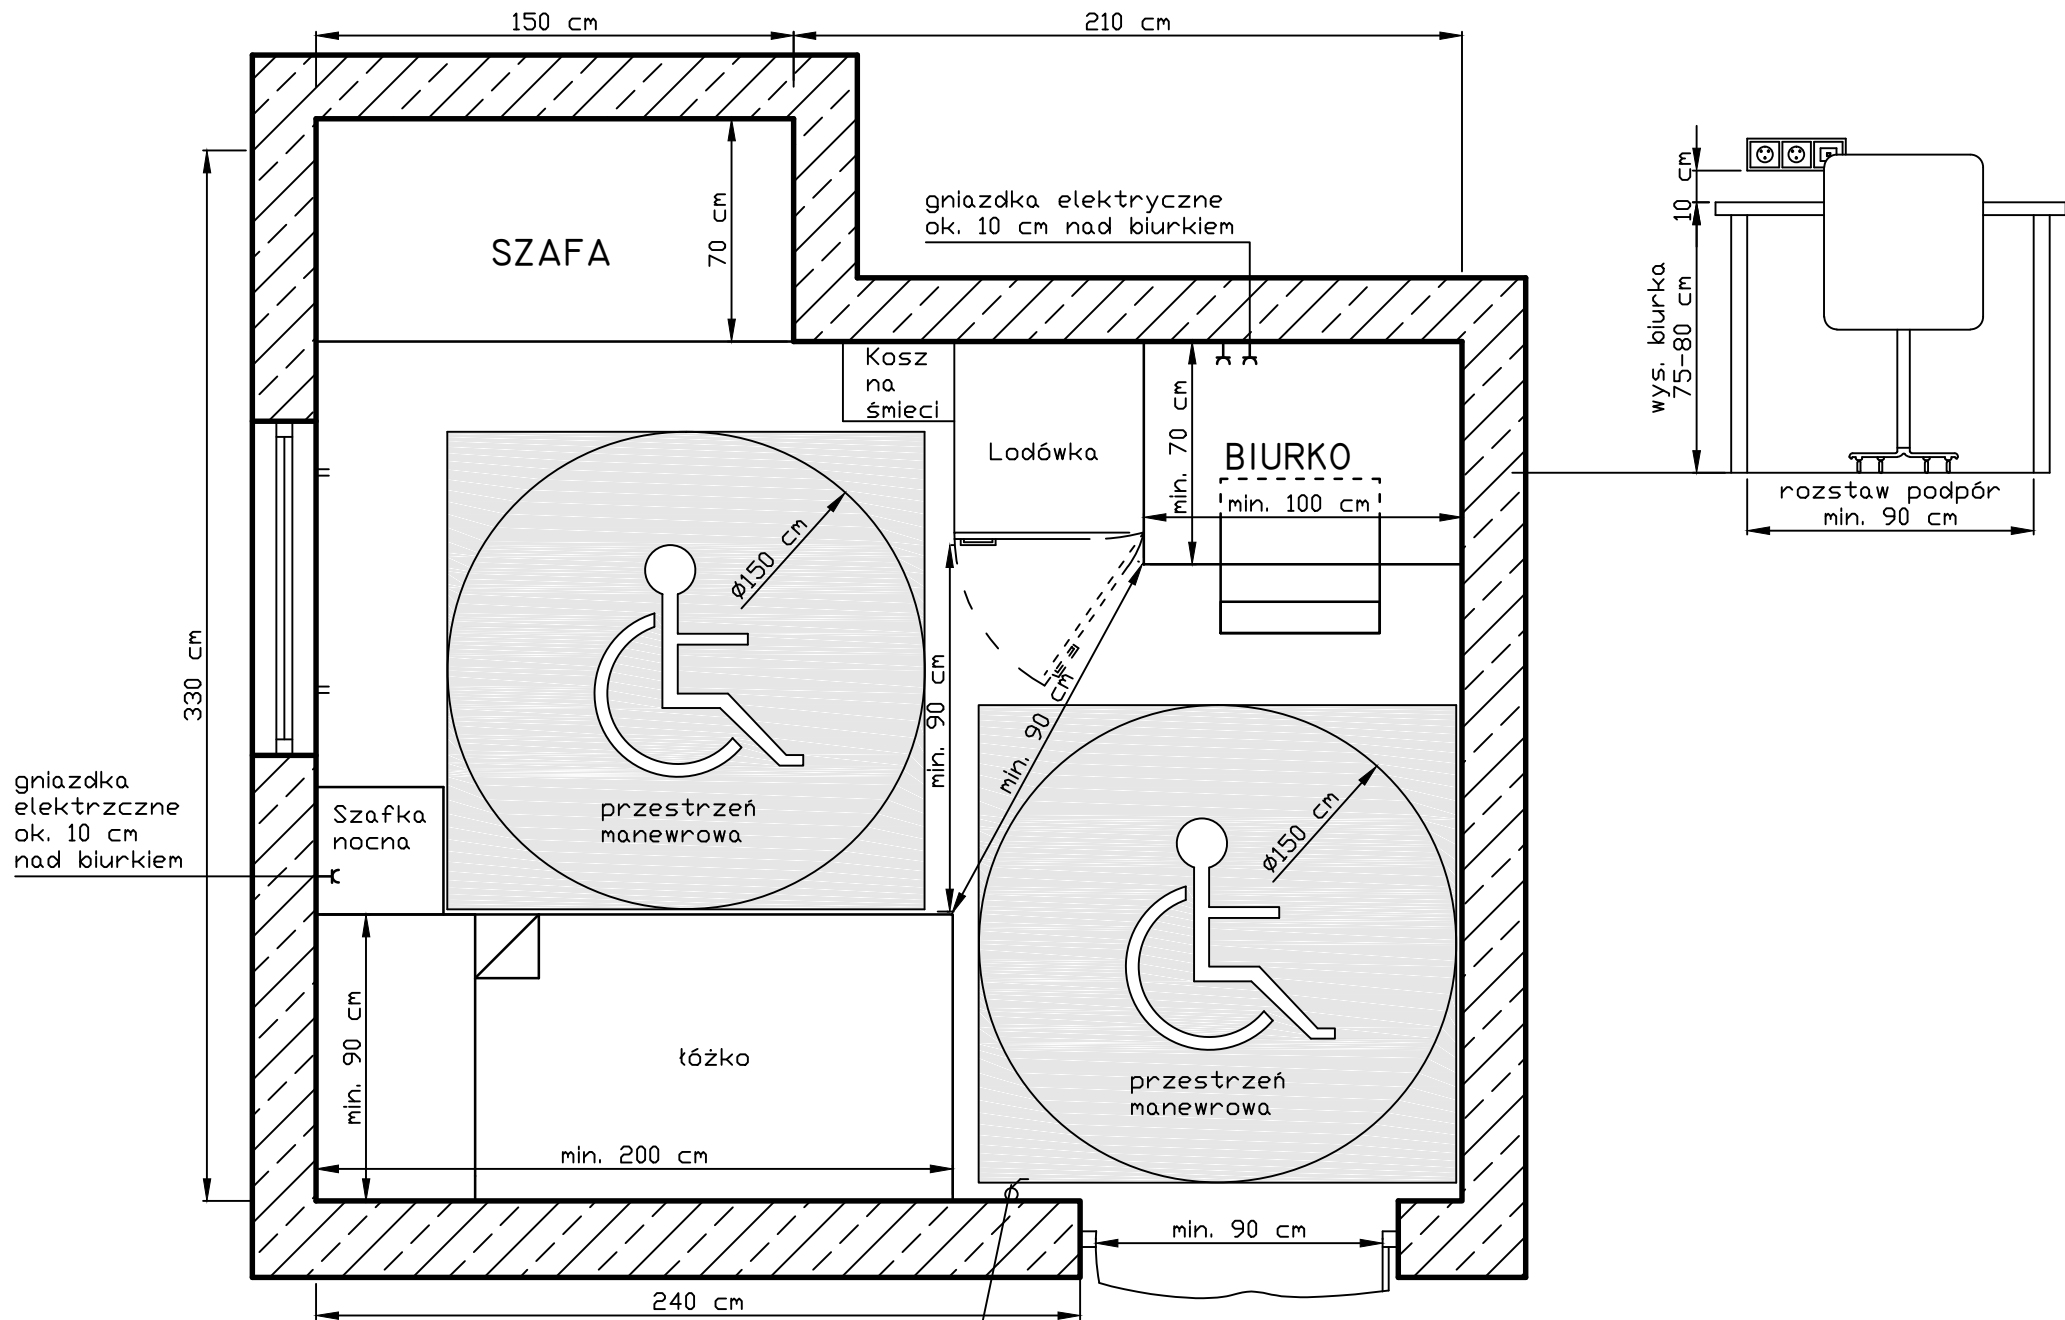 150 cm
210 cm
SZAFA
70 cm
gniazdka elektryczne
ok. 10 cm nad biurkiem
10 cm
wys. biurka
75-80 cm
rozstaw podpór
min. 90 cm
Kosz
na
śmieci
Lodówka
min. 70 cm
BIURKO
min. 100 cm
330 cm
Ø150 cm
przestrzeń
manewrowa
min. 90 cm
min. 90 cm
gniazdka
elektrzczne
ok. 10 cm
nad biurkiem
Szafka
nocna
Ø150 cm
przestrzeń
manewrowa
min. 90 cm
łóżko
min. 200 cm
min. 90 cm
240 cm